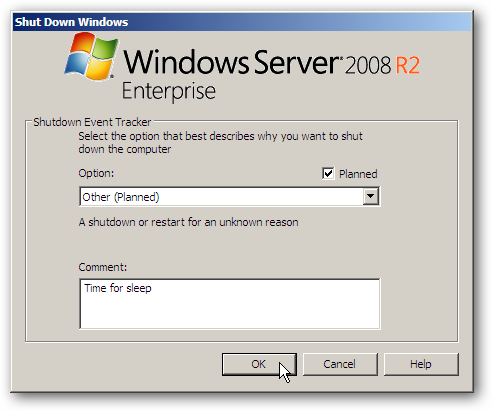 Shut Down Windows
Windows Server 2008 R2
Enterprise
Shutdown Event Tracker
Select the option that best describes why you want to shut
down the computer
Option:
Planned
Other (Planned)
A shutdown or restart for an unknown reason
Comment:
Time for sleep
OK
Cancel
Help